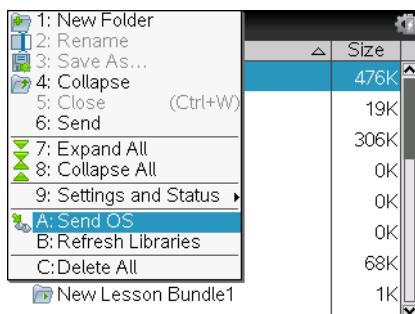 1: New Folder
2: Rename
3: Save As...
4: Collapse
5: Close (Ctrl+W)
6: Send
7: Expand All
8: Collapse All
9: Settings and Status
A: Send OS
B: Refresh Libraries
C: Delete All
New Lesson Bundle1
Size
476K
19K
306K
0K
0K
0K
68K
1K